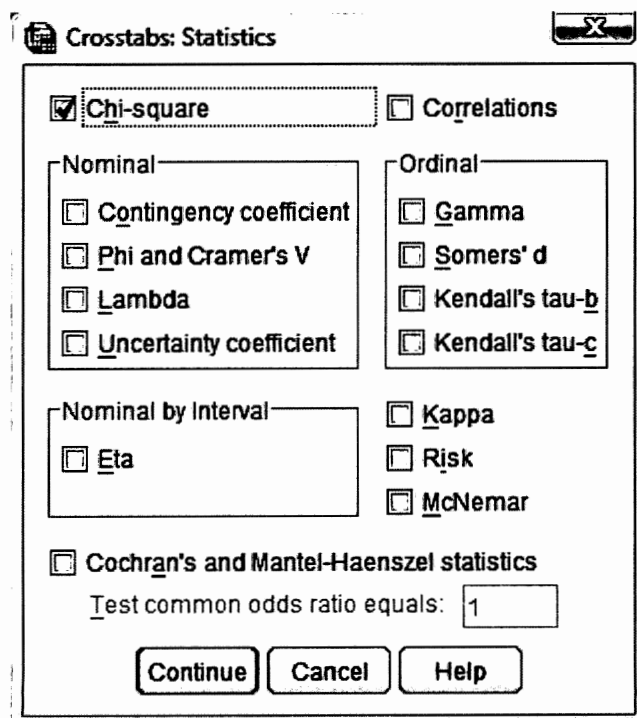 Crosstabs: Statistics
X
Chi-square
Correlations
Nominal
Contingency coefficient
Phi and Cramer's V
Lambda
Uncertainty coefficient
Ordinal
Gamma
Somers' d
Kendall's tau-b
Kendall's tau-c
Nominal by Interval
Eta
Kappa
Risk
McNemar
Cochran's and Mantel-Haenszel statistics
Test common odds ratio equals: 1
Continue Cancel Help